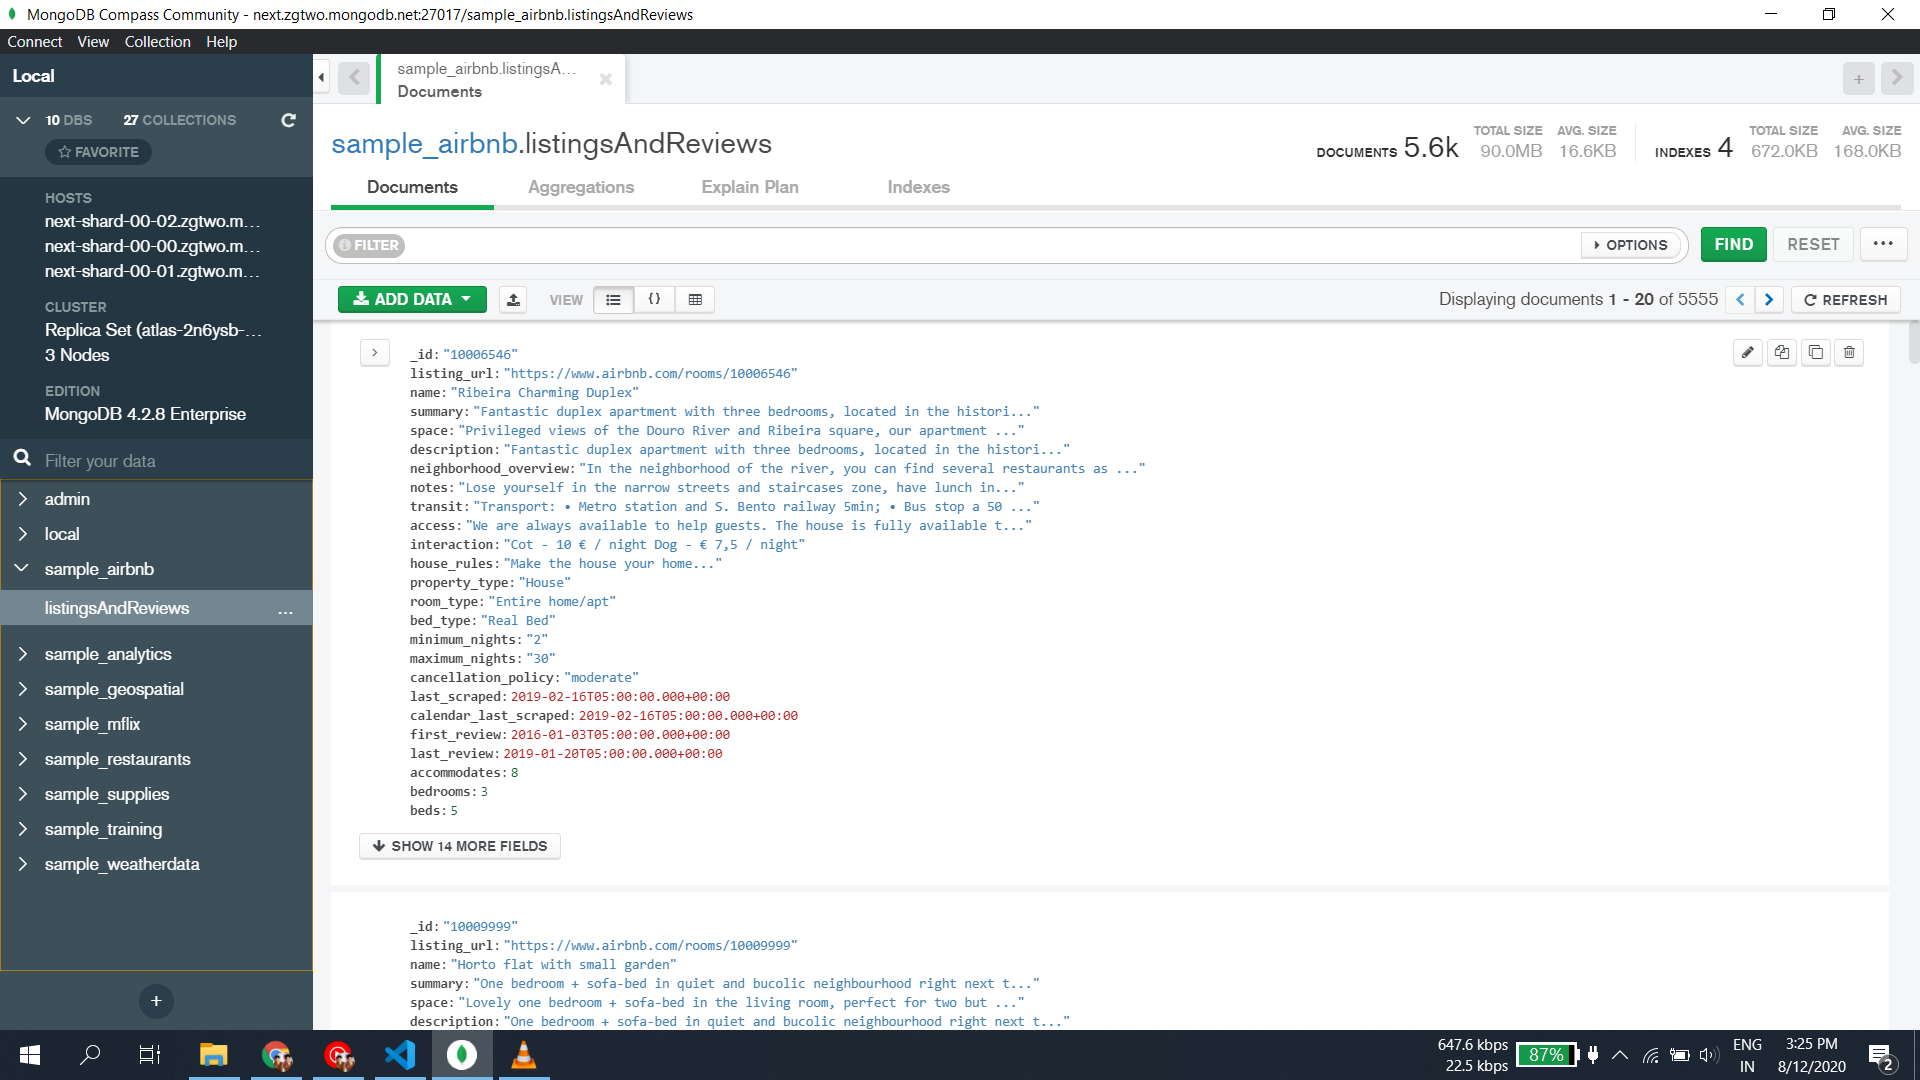 MongoDB Compass Community - next.zgtwo.mongodb.net:27017/sample_airbnb.listingsAndReviews
Connect View Collection Help
Local
10 DBS 27 COLLECTIONS
FAVORITE
HOSTS
next-shard-00-02.zgtwo.m...
next-shard-00-00.zgtwo.m...
next-shard-00-01.zgtwo.m...
CLUSTER
Replica Set (atlas-2n6ysb-...
3 Nodes
EDITION
MongoDB 4.2.8 Enterprise
Filter your data
admin
local
sample_airbnb
listingsAndReviews ...
sample_analytics
sample_geospatial
sample_mflix
sample_restaurants
sample_supplies
sample_training
sample_weatherdata
+
sample_airbnb.listingsA...
Documents
sample_airbnb.listingsAndReviews
DOCUMENTS 5.6k TOTAL SIZE 90.0MB AVG. SIZE 16.6KB INDEXES 4 TOTAL SIZE 672.0KB AVG. SIZE 168.0KB
Documents Aggregations Explain Plan Indexes
FILTER OPTIONS FIND RESET ...
ADD DATA VIEW {} Displaying documents 1 - 20 of 5555 REFRESH
_id: "10006546"
listing_url: "https://www.airbnb.com/rooms/10006546"
name: "Ribeira Charming Duplex"
summary: "Fantastic duplex apartment with three bedrooms, located in the histori..."
space: "Privileged views of the Douro River and Ribeira square, our apartment ..."
description: "Fantastic duplex apartment with three bedrooms, located in the histori..."
neighborhood_overview: "In the neighborhood of the river, you can find several restaurants as ..."
notes: "Lose yourself in the narrow streets and staircases zone, have lunch in..."
transit: "Transport: • Metro station and S. Bento railway 5min; • Bus stop a 50 ..."
access: "We are always available to help guests. The house is fully available t..."
interaction: "Cot - 10 € / night Dog - € 7,5 / night"
house_rules: "Make the house your home..."
property_type: "House"
room_type: "Entire home/apt"
bed_type: "Real Bed"
minimum_nights: "2"
maximum_nights: "30"
cancellation_policy: "moderate"
last_scraped: 2019-02-16T05:00:00.000+00:00
calendar_last_scraped: 2019-02-16T05:00:00.000+00:00
first_review: 2016-01-03T05:00:00.000+00:00
last_review: 2019-01-20T05:00:00.000+00:00
accommodates: 8
bedrooms: 3
beds: 5
SHOW 14 MORE FIELDS
_id: "10009999"
listing_url: "https://www.airbnb.com/rooms/10009999"
name: "Horto flat with small garden"
summary: "One bedroom + sofa-bed in quiet and bucolic neighbourhood right next t..."
space: "Lovely one bedroom + sofa-bed in the living room, perfect for two but ..."
description: "One bedroom + sofa-bed in quiet and bucolic neighbourhood right next t..."
647.6 kbps
22.5 kbps
87%
ENG
IN
3:25 PM
8/12/2020
2